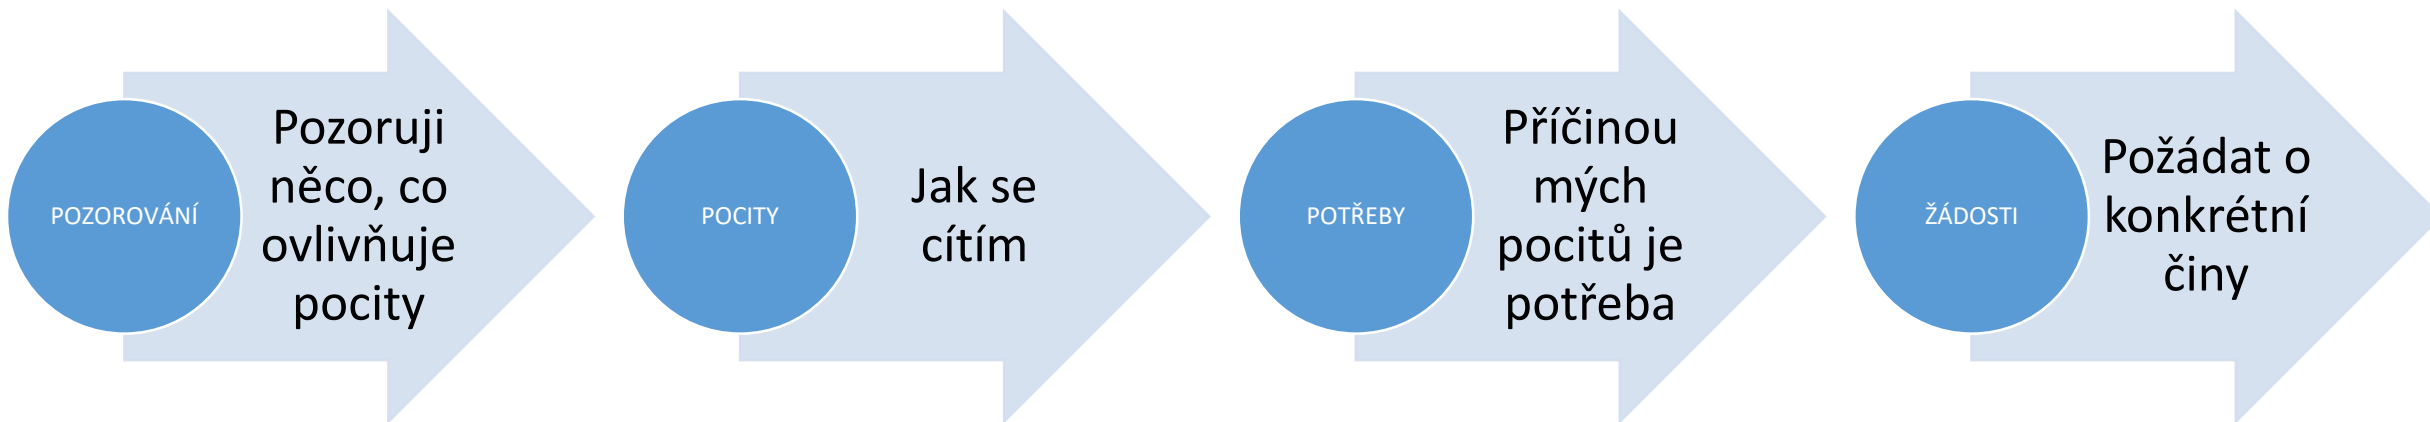 POZOROVÁNÍ
Pozoruji
něco, co
ovlivňuje
pocity
POCITY
Jak se
cítím
POTŘEBY
Příčinou
mých
pocitů je
potřeba
ŽÁDOSTI
Požádat o
konkrétní
činy